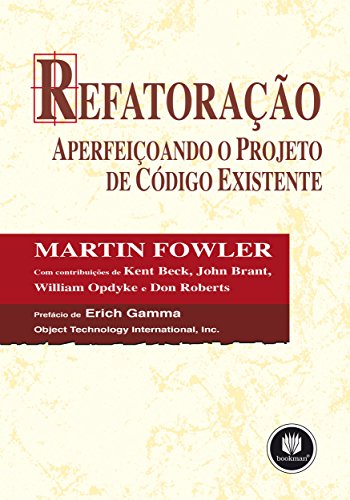 REFATORAÇÃO
APERFEIÇOANDO O PROJETO
DE CÓDIGO EXISTENTE
MARTIN FOWLER
Com contribuições de Kent Beck, John Brant,
William Opdyke e Don Roberts
Prefácio de Erich Gamma
Object Technology International, Inc.
bookman®